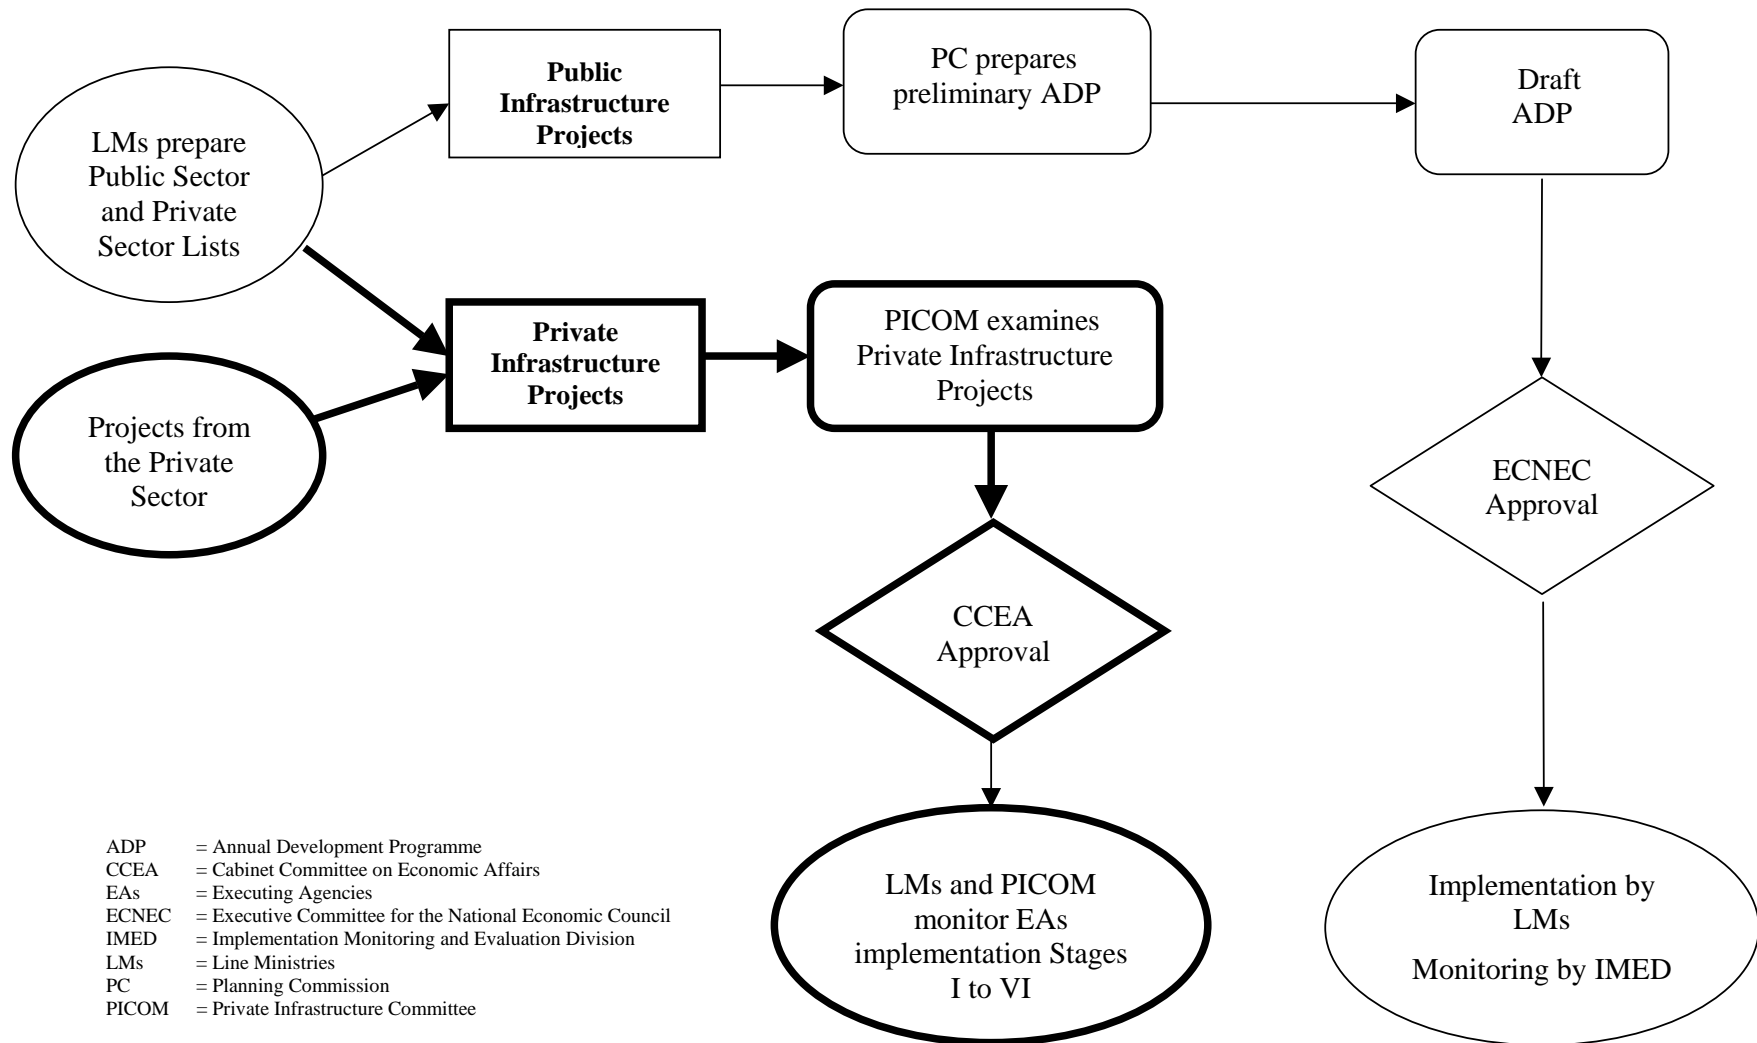 LMs prepare
Public Sector
and Private
Sector Lists
Public
Infrastructure
Projects
PC prepares
preliminary ADP
Draft
ADP
Projects from
the Private
Sector
Private
Infrastructure
Projects
PICOM examines
Private Infrastructure
Projects
CCEA
Approval
ECNEC
Approval
LMs and PICOM
monitor EAs
implementation Stages
I to VI
Implementation by
LMs
Monitoring by IMED
ADP = Annual Development Programme
CCEA = Cabinet Committee on Economic Affairs
EAs = Executing Agencies
ECNEC = Executive Committee for the National Economic Council
IMED = Implementation Monitoring and Evaluation Division
LMs = Line Ministries
PC = Planning Commission
PICOM = Private Infrastructure Committee